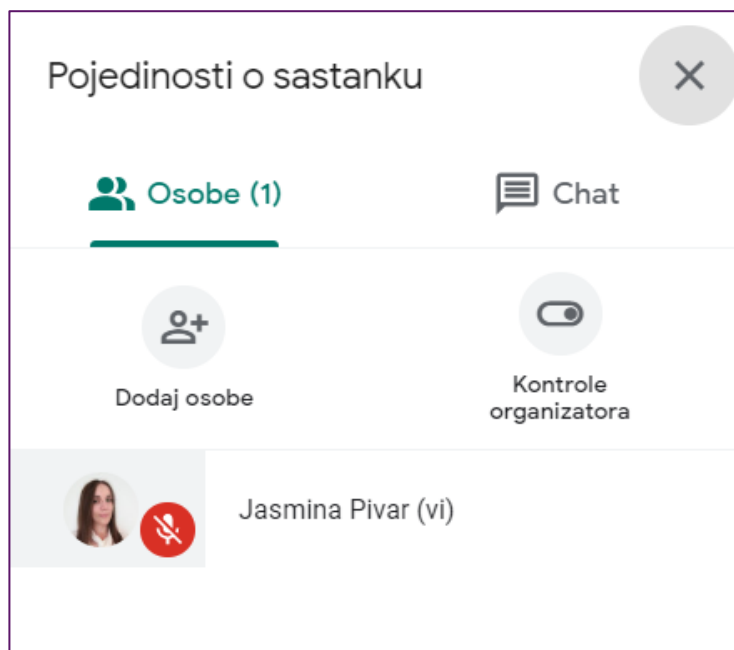 Pojedinosti o sastanku
Osobe (1)
Chat
Dodaj osobe
Kontrole
organizatora
Jasmina Pivar (vi)